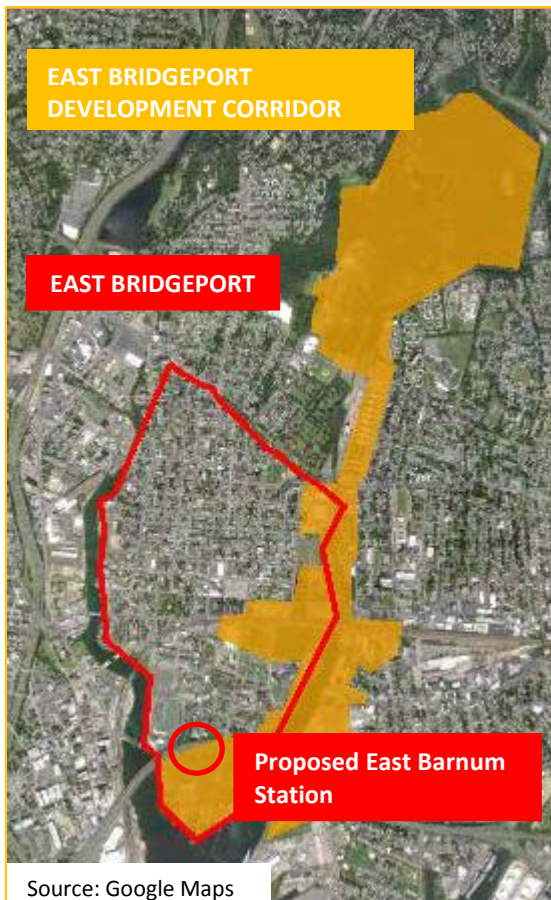 EAST BRIDGEPORT
DEVELOPMENT CORRIDOR
EAST BRIDGEPORT
Proposed East Barnum
Station
Source: Google Maps